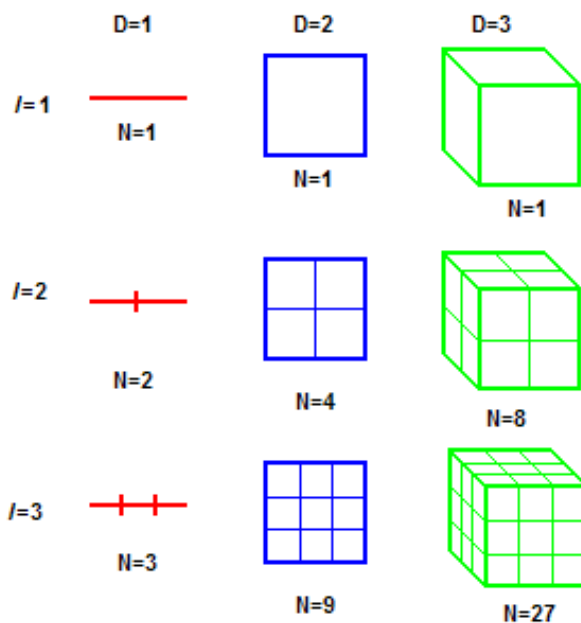 D=1 D=2 D=3
l=1
N=1 N=1 N=1
l=2
N=2 N=4 N=8
l=3
N=3 N=9 N=27